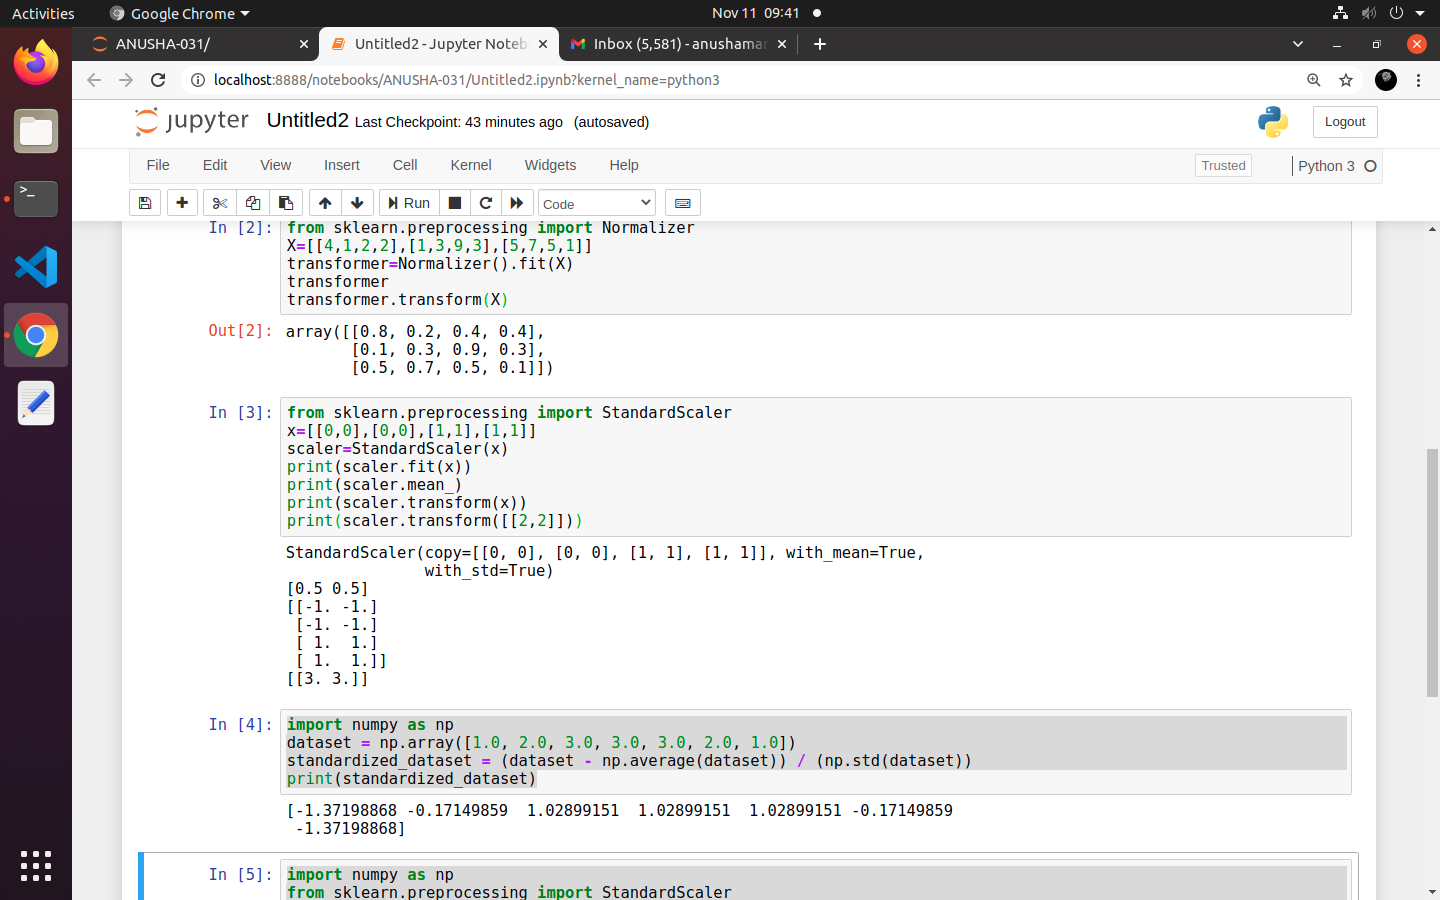 Activities
Google Chrome
Nov 11 09:41
ANUSHA-031/
Untitled2 - Jupyter Noteb
Inbox (5,581) - anushamar
localhost:8888/notebooks/ANUSHA-031/Untitled2.ipynb?kernel_name=python3
jupyter
Untitled2 Last Checkpoint: 43 minutes ago (autosaved)
Logout
File Edit View Insert Cell Kernel Widgets Help
Trusted
Python 3
Run
Code
In [2]:
from sklearn.preprocessing import Normalizer
X=[[4,1,2,2],[1,3,9,3],[5,7,5,1]]
transformer=Normalizer().fit(X)
transformer
transformer.transform(X)
Out[2]:
array([[0.8, 0.2, 0.4, 0.4],
       [0.1, 0.3, 0.9, 0.3],
       [0.5, 0.7, 0.5, 0.1]])
In [3]:
from sklearn.preprocessing import StandardScaler
x=[[0,0],[0,0],[1,1],[1,1]]
scaler=StandardScaler(x)
print(scaler.fit(x))
print(scaler.mean_)
print(scaler.transform(x))
print(scaler.transform([[2,2]]))
StandardScaler(copy=[[0, 0], [0, 0], [1, 1], [1, 1]], with_mean=True,
               with_std=True)
[0.5 0.5]
[[-1. -1.]
 [-1. -1.]
 [ 1.  1.]
 [ 1.  1.]]
[[3. 3.]]
In [4]:
import numpy as np
dataset = np.array([1.0, 2.0, 3.0, 3.0, 3.0, 2.0, 1.0])
standardized_dataset = (dataset - np.average(dataset)) / (np.std(dataset))
print(standardized_dataset)
[-1.37198868 -0.17149859  1.02899151  1.02899151  1.02899151 -0.17149859
 -1.37198868]
In [5]:
import numpy as np
from sklearn.preprocessing import StandardScaler